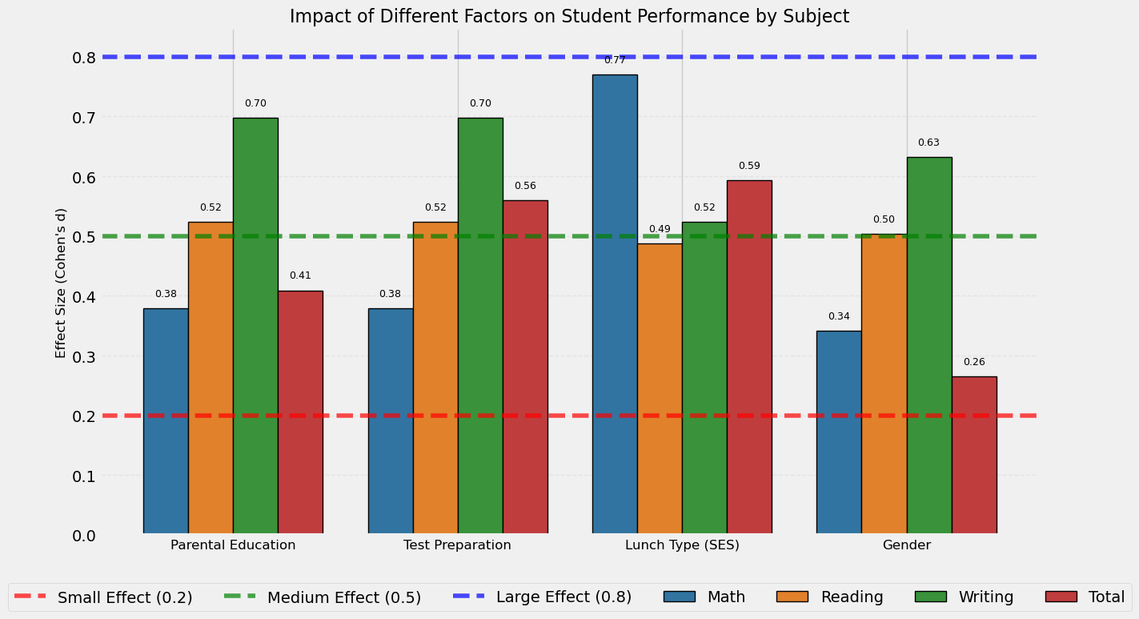 Impact of Different Factors on Student Performance by Subject
Effect Size (Cohen's d)
0.8
0.7
0.6
0.5
0.4
0.3
0.2
0.1
0.0
0.38
0.52
0.70
0.41
0.38
0.52
0.70
0.56
0.77
0.49
0.52
0.59
0.34
0.50
0.63
0.26
Parental Education
Test Preparation
Lunch Type (SES)
Gender
Small Effect (0.2)
Medium Effect (0.5)
Large Effect (0.8)
Math
Reading
Writing
Total